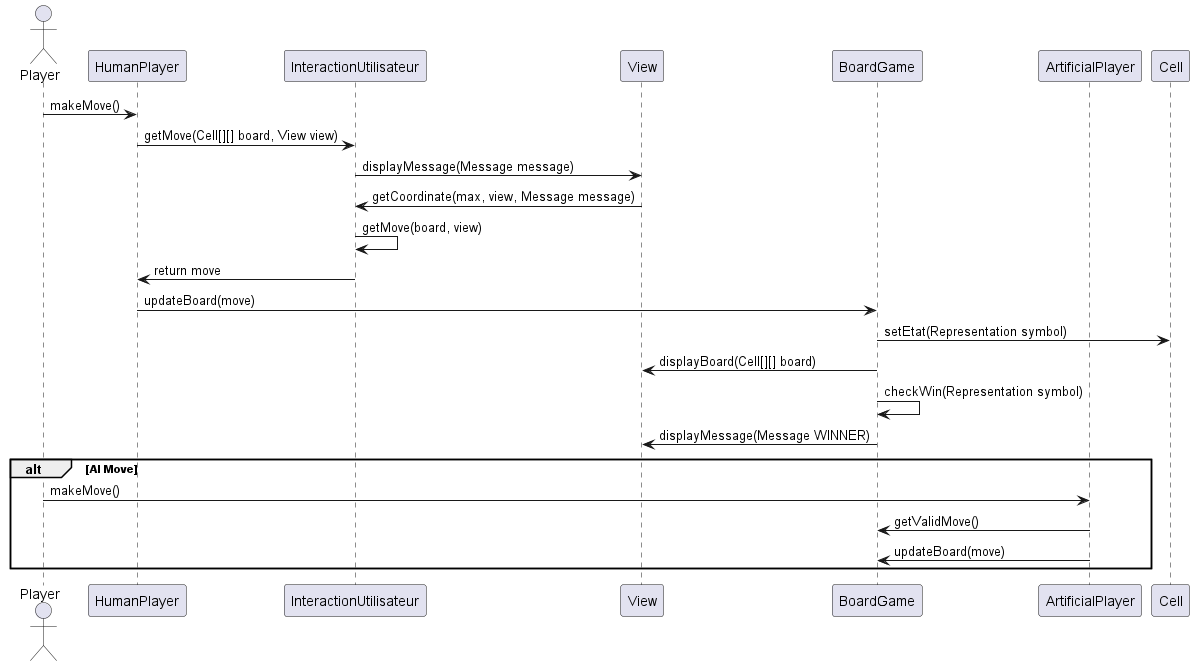 Player
HumanPlayer
InteractionUtilisateur
View
BoardGame
ArtificialPlayer
Cell
makeMove()
getMove(Cell[][] board, View view)
displayMessage(Message message)
getCoordinate(max, view, Message message)
getMove(board, view)
return move
updateBoard(move)
setEtat(Representation symbol)
displayBoard(Cell[][] board)
checkWin(Representation symbol)
displayMessage(Message WINNER)
alt [AI Move]
makeMove()
getValidMove()
updateBoard(move)
Player
HumanPlayer
InteractionUtilisateur
View
BoardGame
ArtificialPlayer
Cell